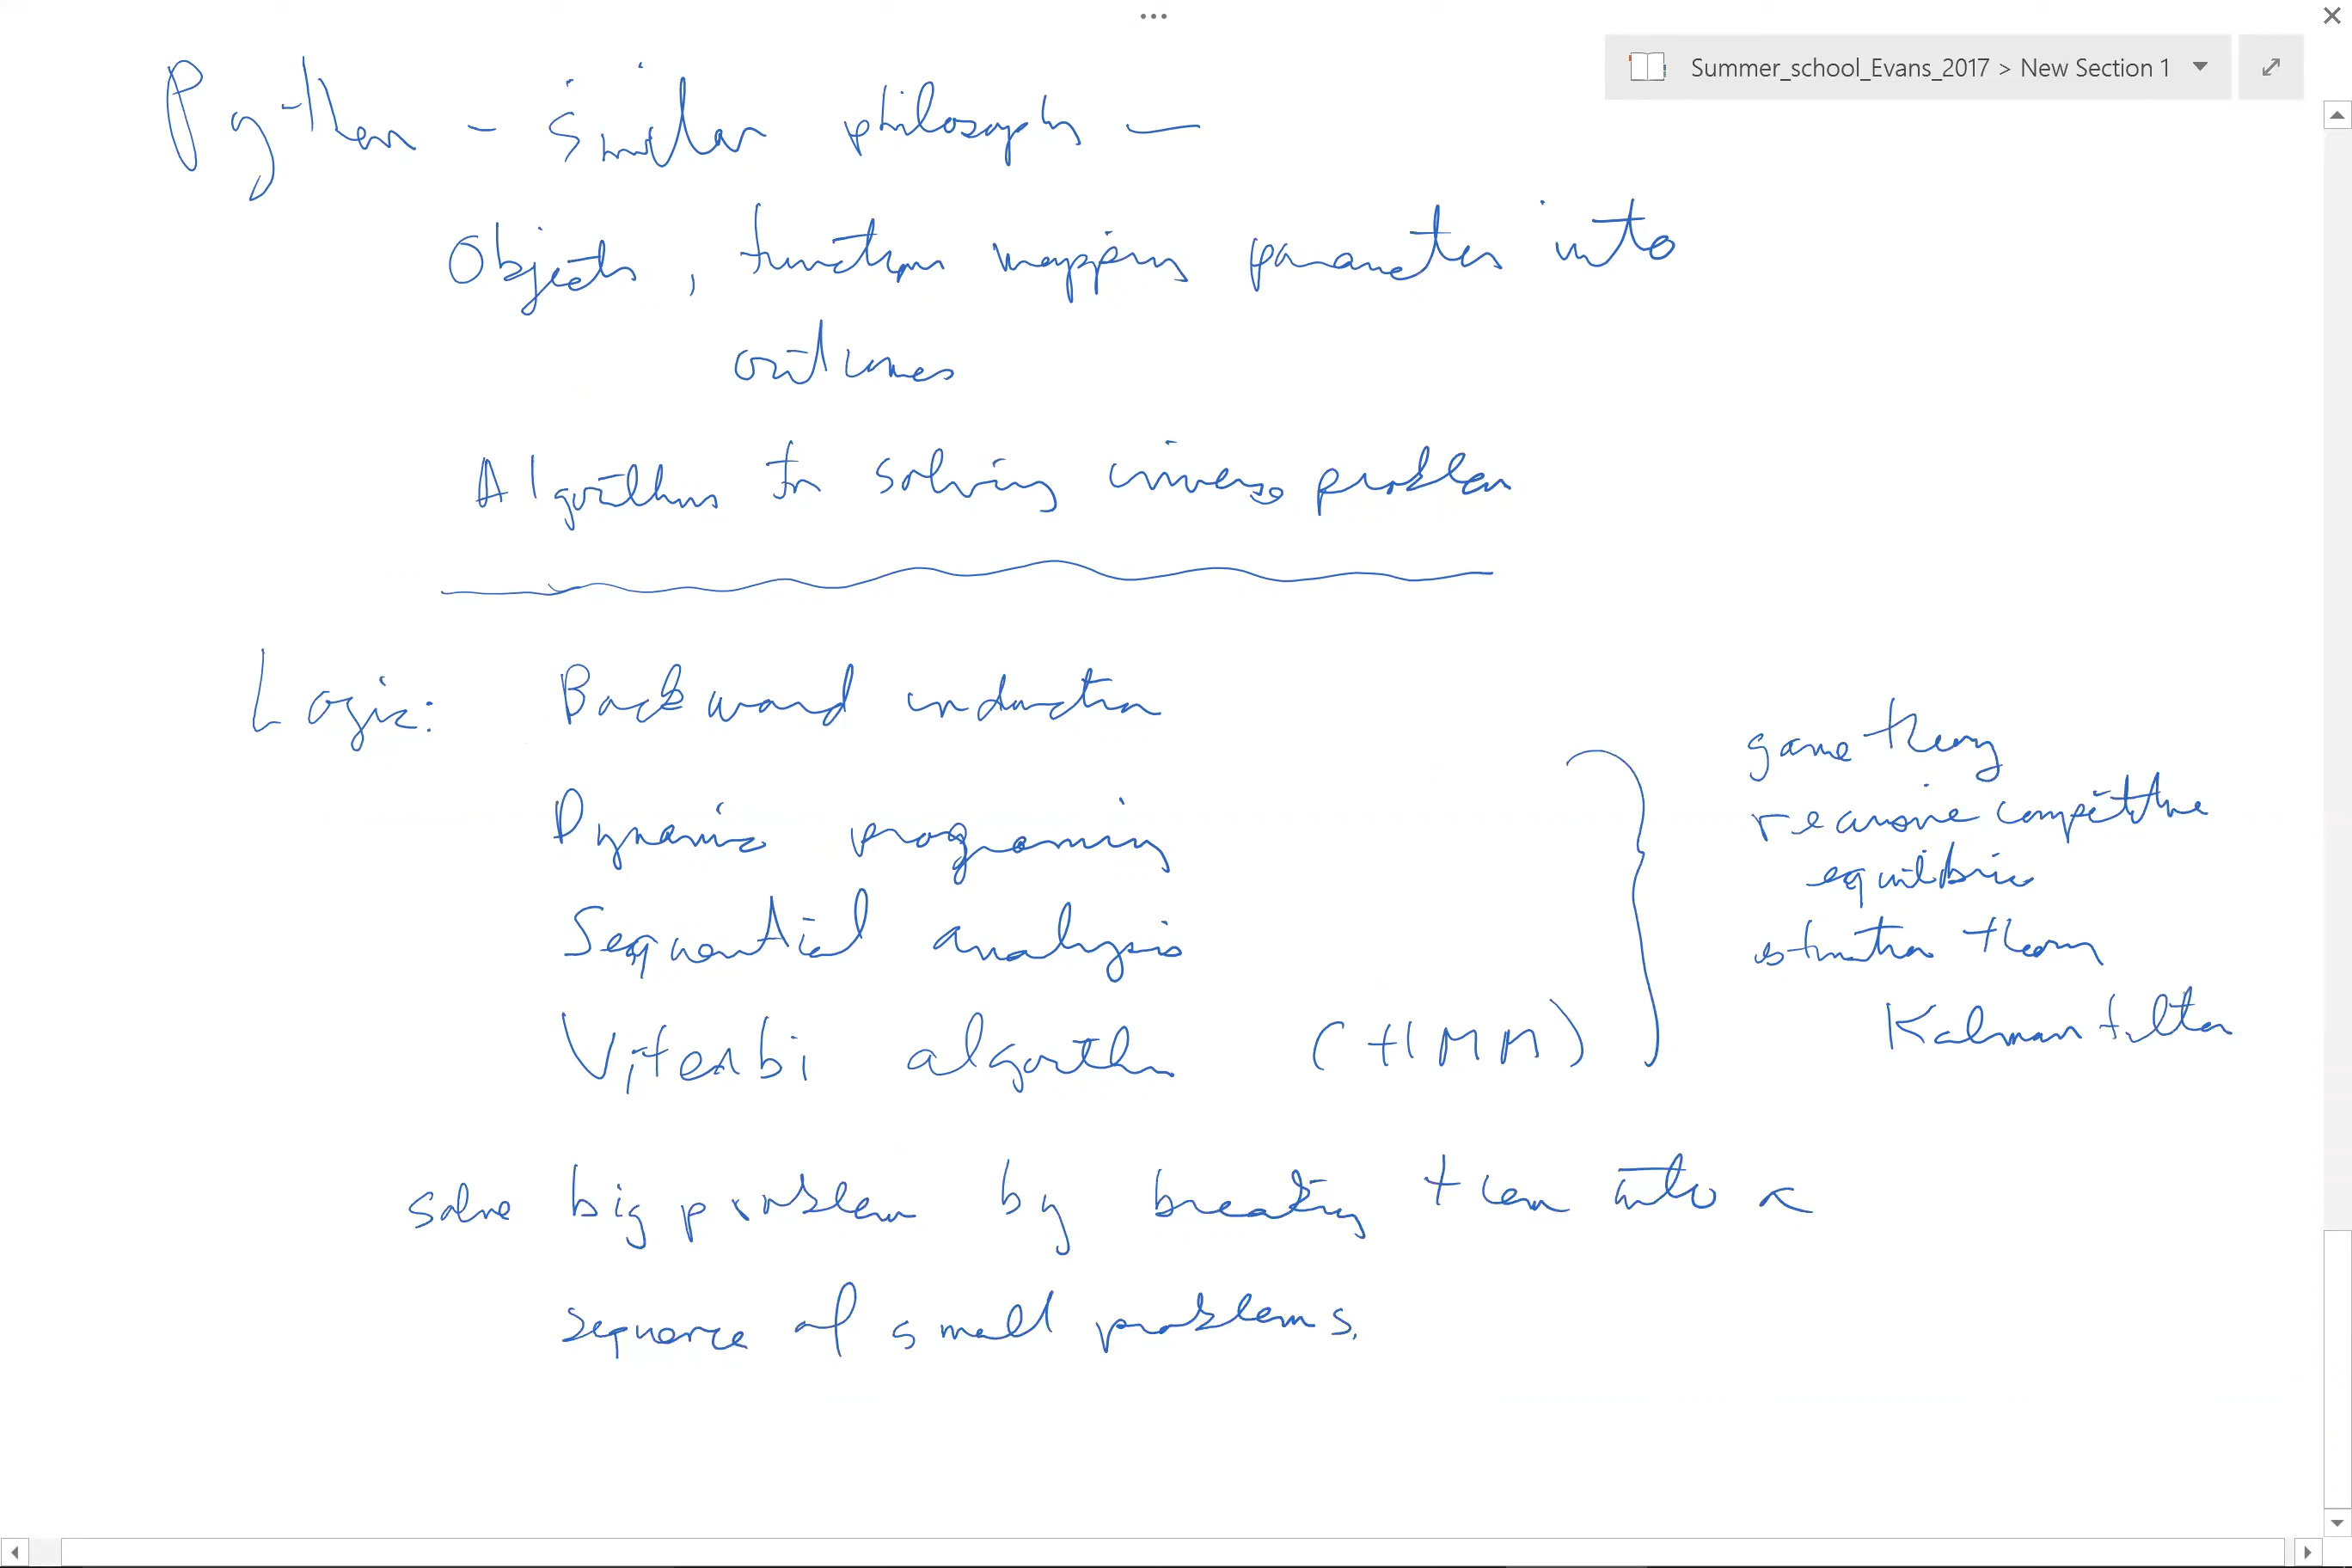 Summer_school_Evans_2017 > New Section 1
Python - Similar philosophy -
Objects, function mapping parameters into
outcomes
Algorithms for solving inverse problem
Logic: Backward induction
Dynamic programming
Sequential analysis
Viterbi algorithm (HMM)
game theory
recursive competitive
equilibria
estimation theory
Kalman filter
solve big problem by breaking them into a
sequence of small problems.